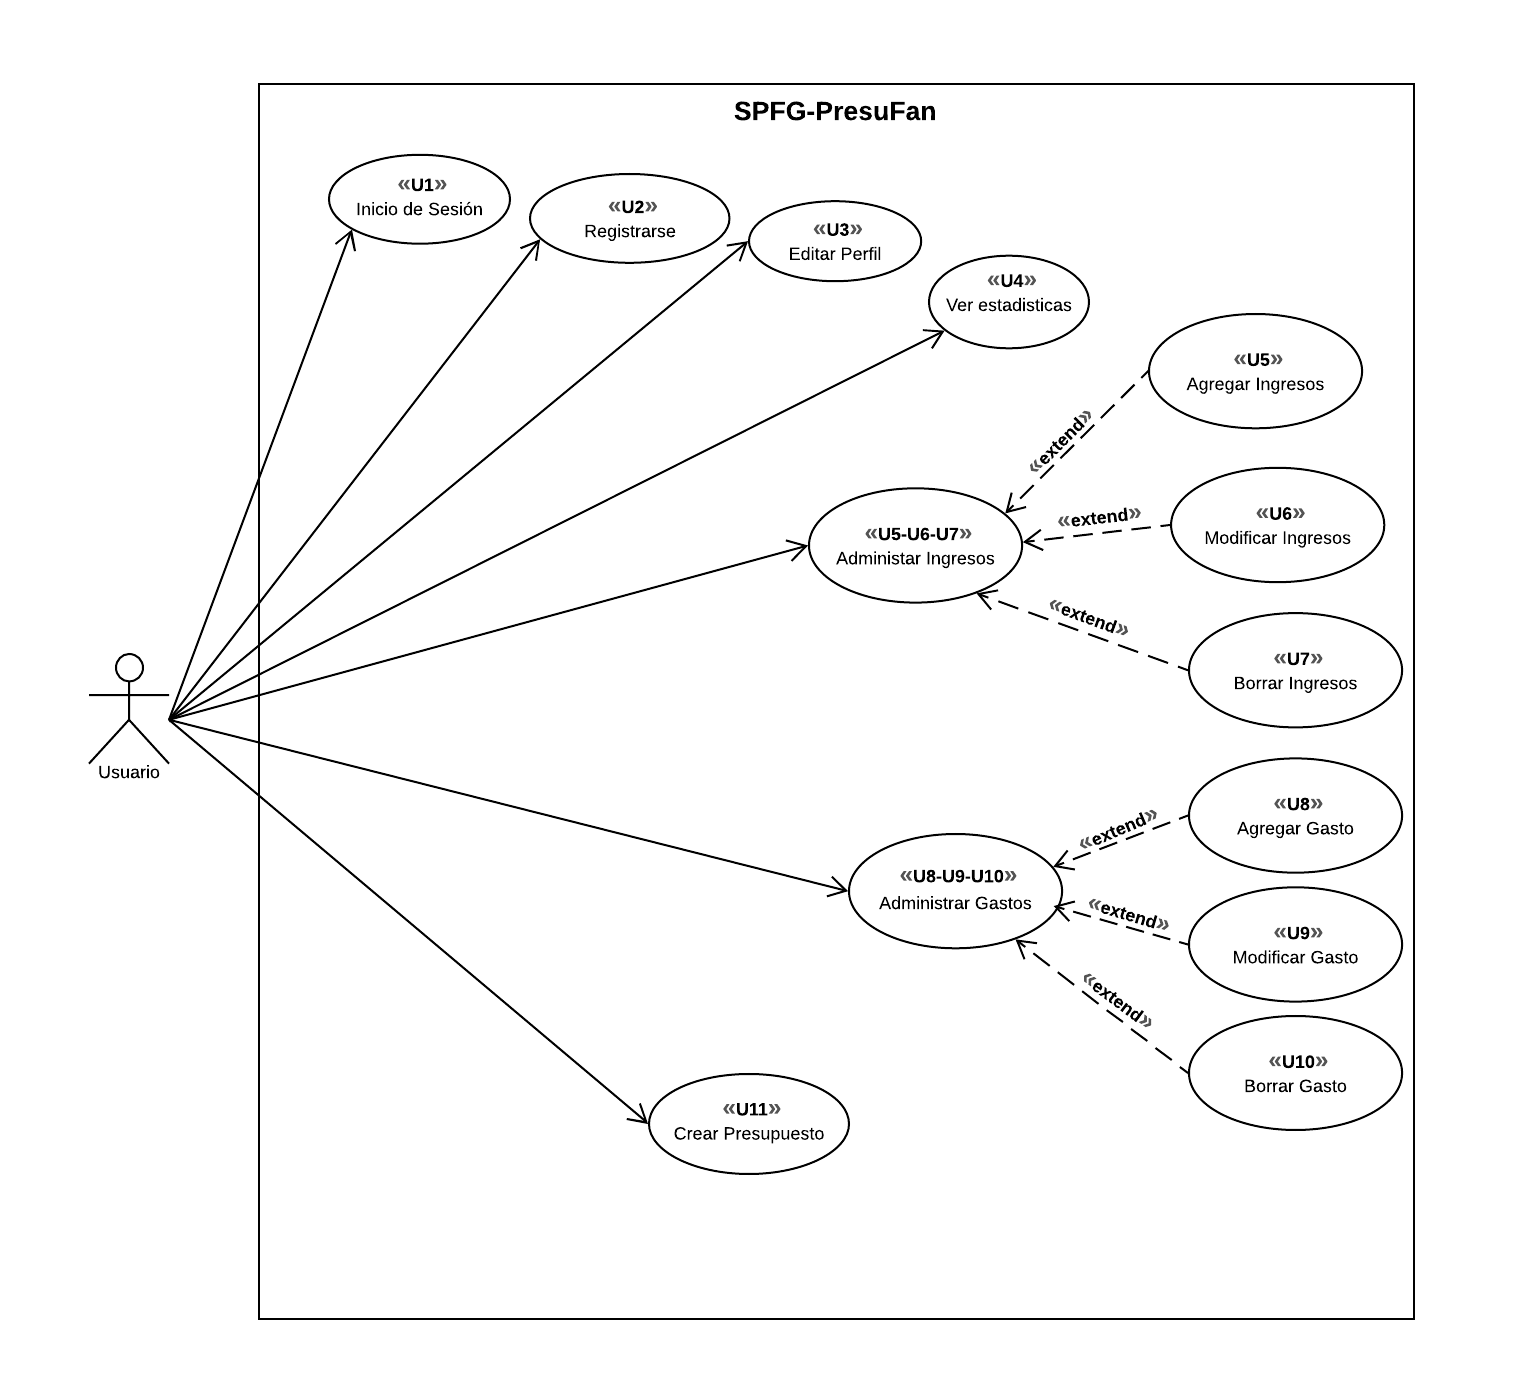 SPFG-PresuFan
«U1»
Inicio de Sesión
«U2»
Registrarse
«U3»
Editar Perfil
«U4»
Ver estadisticas
«U5»
Agregar Ingresos
«extend»
«U5-U6-U7»
Administar Ingresos
«extend»
«U6»
Modificar Ingresos
«extend»
«U7»
Borrar Ingresos
Usuario
«U8»
Agregar Gasto
«extend»
«U8-U9-U10»
Administrar Gastos
«extend»
«U9»
Modificar Gasto
«extend»
«U10»
Borrar Gasto
«U11»
Crear Presupuesto